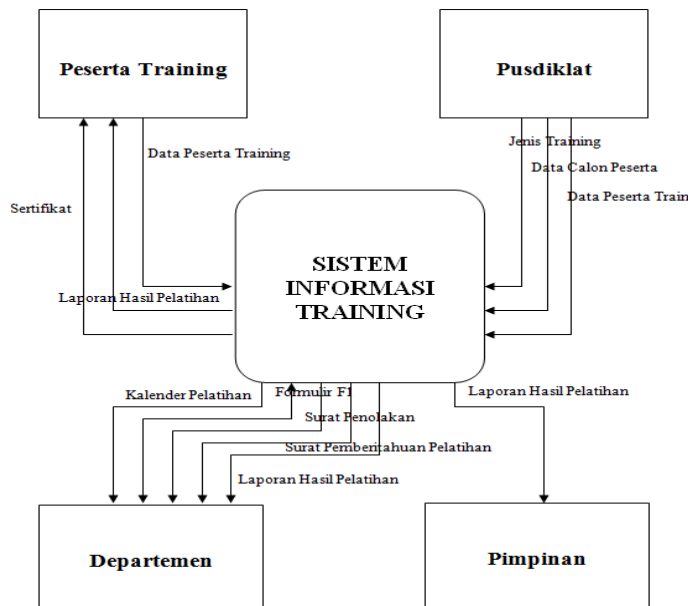 Peserta Training
Pusdiklat
Jenis Training
Data Peserta Training
Data Calon Peserta
Data Peserta Train
Sertifikat
SISTEM
INFORMASI
TRAINING
Laporan Hasil Pelatihan
Kalender Pelatihan
Formulir F1
Laporan Hasil Pelatihan
Surat Penolakan
Surat Pemberitahuan Pelatihan
Laporan Hasil Pelatihan
Departemen
Pimpinan